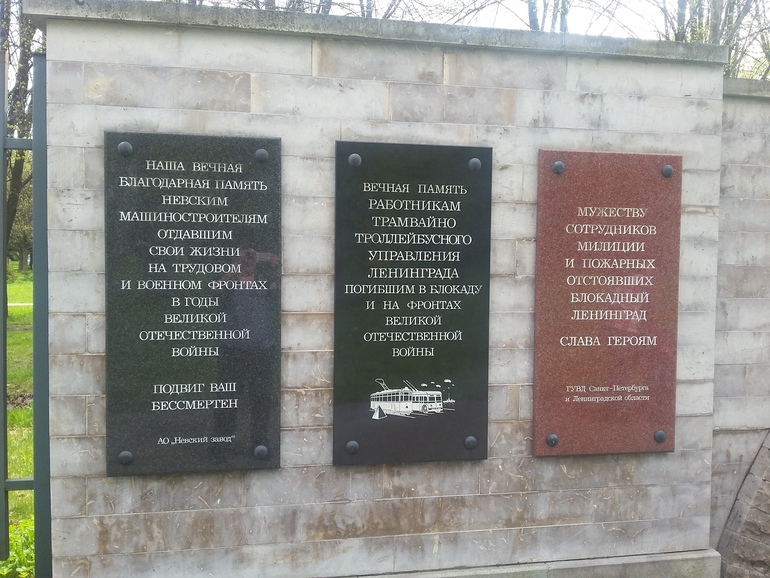 НАША ВЕЧНАЯ
БЛАГОДАРНАЯ ПАМЯТЬ
НЕВСКИМ
МАШИНОСТРОИТЕЛЯМ
ОТДАВШИМ
СВОИ ЖИЗНИ
НА ТРУДОВОМ
И ВОЕННОМ ФРОНТАХ
В ГОДЫ
ВЕЛИКОЙ
ОТЕЧЕСТВЕННОЙ
ВОЙНЫ
ПОДВИГ ВАШ
БЕССМЕРТЕН
АО „Невский завод"
ВЕЧНАЯ ПАМЯТЬ
РАБОТНИКАМ
ТРАМВАЙНО
ТРОЛЛЕЙБУСНОГО
УПРАВЛЕНИЯ
ЛЕНИНГРАДА
ПОГИБШИМ В БЛОКАДУ
И НА ФРОНТАХ
ВЕЛИКОЙ
ОТЕЧЕСТВЕННОЙ
ВОЙНЫ
МУЖЕСТВУ
СОТРУДНИКОВ
МИЛИЦИИ
И ПОЖАРНЫХ
ОТСТОЯВШИХ
БЛОКАДНЫЙ
ЛЕНИНГРАД
СЛАВА ГЕРОЯМ
ГУВД Санкт-Петербурга
и Ленинградской области